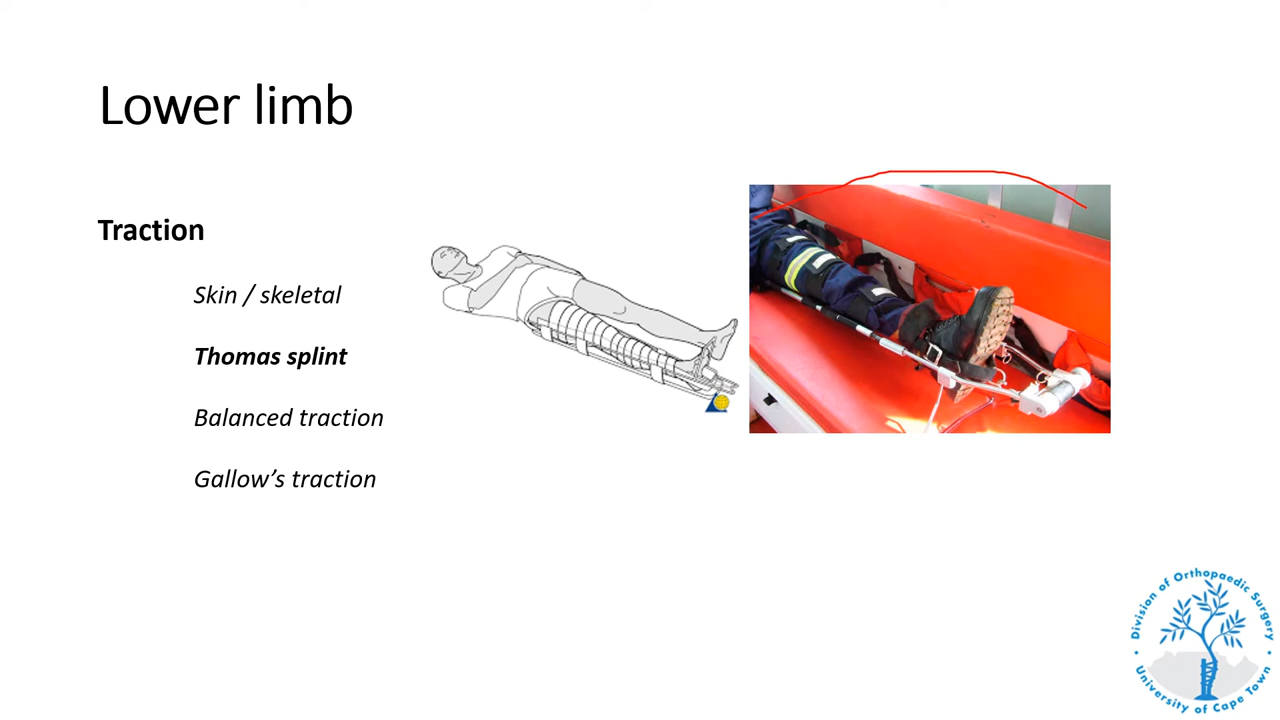 Lower limb
Traction
Skin / skeletal
Thomas splint
Balanced traction
Gallow’s traction
Division of Orthopaedic Surgery
University of Cape Town